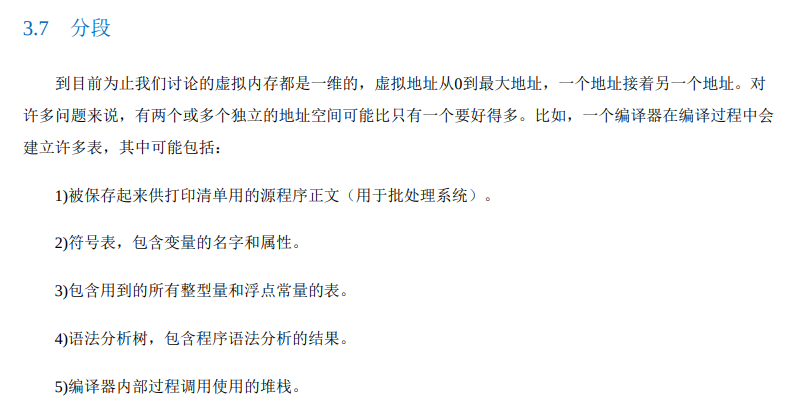 3.7 分段
到目前为止我们讨论的虚拟内存都是一维的，虚拟地址从0到最大地址，一个地址接着另一个地址。对
许多问题来说，有两个或多个独立的地址空间可能比只有一个要好得多。比如，一个编译器在编译过程中会
建立许多表，其中可能包括：
1)被保存起来供打印清单用的源程序正文（用于批处理系统）。
2)符号表，包含变量的名字和属性。
3)包含用到的所有整型量和浮点常量的表。
4)语法分析树，包含程序语法分析的结果。
5)编译器内部过程调用使用的堆栈。